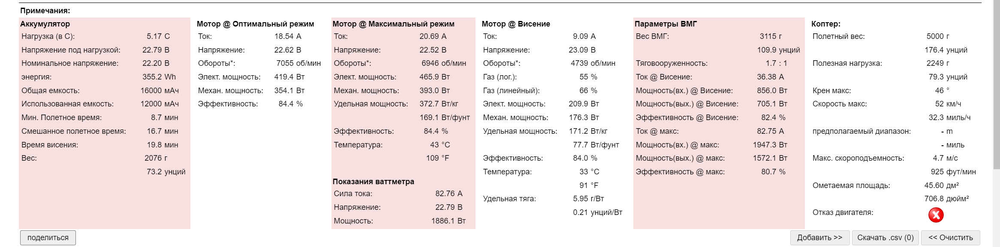 Примечания:
Аккумулятор
Нагрузка (в C): 5.17 C
Напряжение под нагрузкой: 22.79 В
Номинальное напряжение: 22.20 В
энергия: 355.2 Wh
Общая емкость: 16000 мАч
Использованная емкость: 12000 мАч
Мин. Полетное время: 8.7 мин
Смешанное полетное время: 16.7 мин
Время висения: 19.8 мин
Вес: 2076 г
73.2 унций
Мотор @ Оптимальный режим
Ток: 18.54 А
Напряжение: 22.62 В
Обороты*: 7055 об/мин
Элект. мощность: 419.4 Вт
Механ. мощность: 354.1 Вт
Эффективность: 84.4 %
Мотор @ Максимальный режим
Ток: 20.69 А
Напряжение: 22.52 В
Обороты*: 6946 об/мин
Элект. мощность: 465.9 Вт
Механ. мощность: 393.0 Вт
Удельная мощность: 372.7 Вт/кг
169.1 Вт/фунт
Эффективность: 84.4 %
Температура: 43 °C
109 °F
Показания ваттметра
Сила тока: 82.76 А
Напряжение: 22.79 В
Мощность: 1886.1 Вт
Мотор @ Висение
Ток: 9.09 А
Напряжение: 23.09 В
Обороты*: 4739 об/мин
Газ (лог.): 55 %
Газ (линейный): 66 %
Элект. мощность: 209.9 Вт
Механ. мощность: 176.3 Вт
Удельная мощность: 171.2 Вт/кг
77.7 Вт/фунт
Эффективность: 84.0 %
Температура: 33 °C
91 °F
Удельная тяга: 5.95 г/Вт
0.21 унций/Вт
Параметры ВМГ
Вес ВМГ: 3115 г
109.9 унций
Тяговооруженность: 1.7 : 1
Ток @ Висение: 36.38 А
Мощность(вх.) @ Висение: 856.0 Вт
Мощность(вых.) @ Висение: 705.1 Вт
Эффективность @ Висение: 82.4 %
Ток @ макс: 82.75 А
Мощность(вх.) @ макс: 1947.3 Вт
Мощность(вых.) @ макс: 1572.1 Вт
Эффективность @ макс: 80.7 %
Коптер:
Полетный вес: 5000 г
176.4 унций
Полезная нагрузка: 2249 г
79.3 унций
Крен макс: 46 °
Скорость макс: 52 км/ч
32.3 миль/ч
предполагаемый диапазон: - m
- миль
Макс. скороподъемность: 4.7 м/с
925 фут/мин
Ометаемая площадь: 45.60 дм²
706.8 дюйм²
Отказ двигателя:
поделиться
Добавить >> Скачать .csv (0) << Очистить